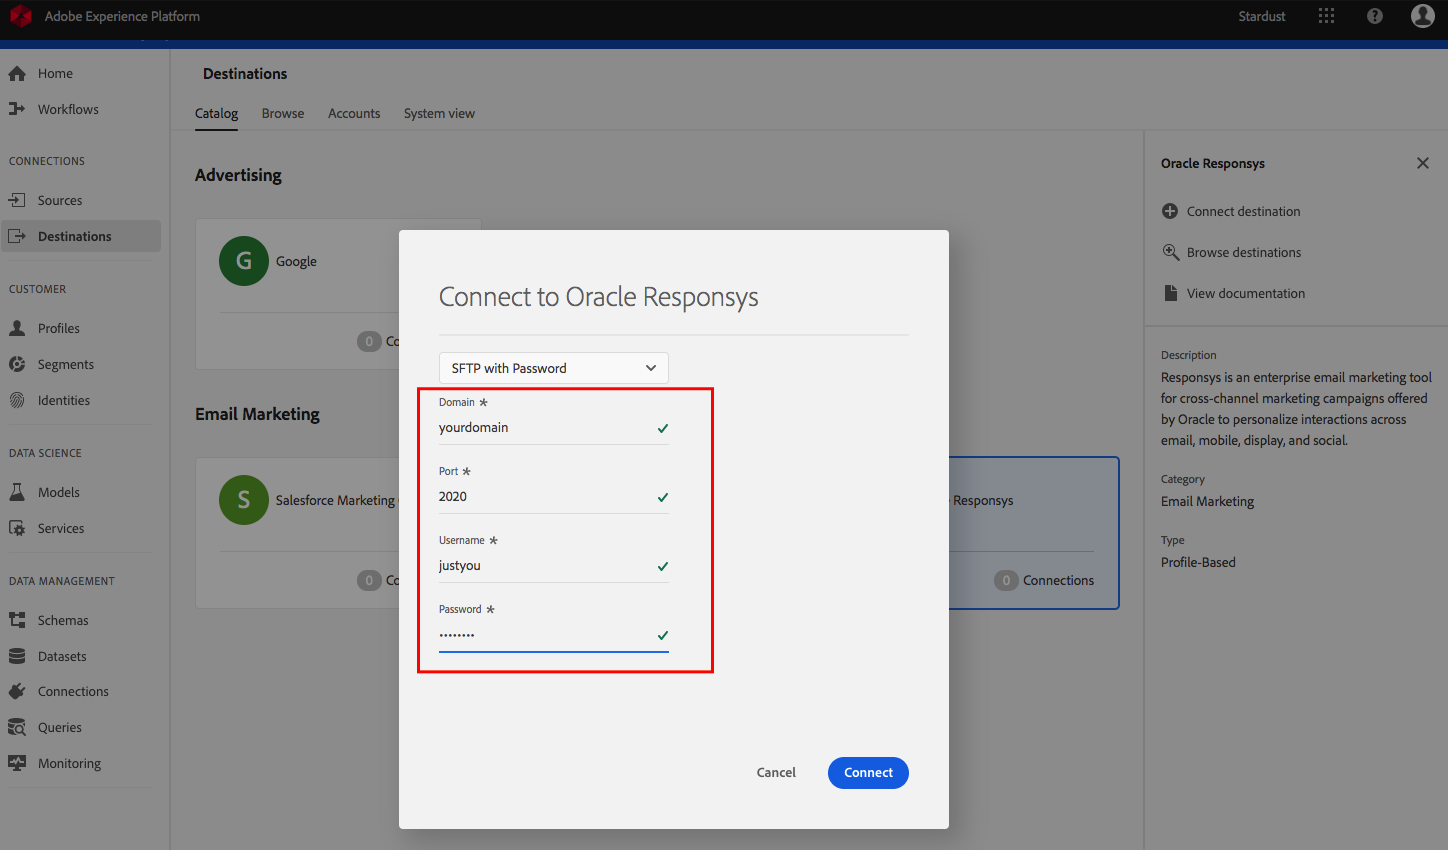 Adobe Experience Platform
Stardust
Home
Workflows
CONNECTIONS
Sources
Destinations
CUSTOMER
Profiles
Segments
Identities
DATA SCIENCE
Models
Services
DATA MANAGEMENT
Schemas
Datasets
Connections
Queries
Monitoring
Destinations
Catalog Browse Accounts System view
Advertising
G Google
0 Co
Email Marketing
S Salesforce Marketing
0 Co
Responsys
0 Connections
Connect to Oracle Responsys
SFTP with Password
Domain *
yourdomain
Port *
2020
Username *
justyou
Password *
••••••••
Cancel Connect
Oracle Responsys
Connect destination
Browse destinations
View documentation
Description
Responsys is an enterprise email marketing tool
for cross-channel marketing campaigns offered
by Oracle to personalize interactions across
email, mobile, display, and social.
Category
Email Marketing
Type
Profile-Based